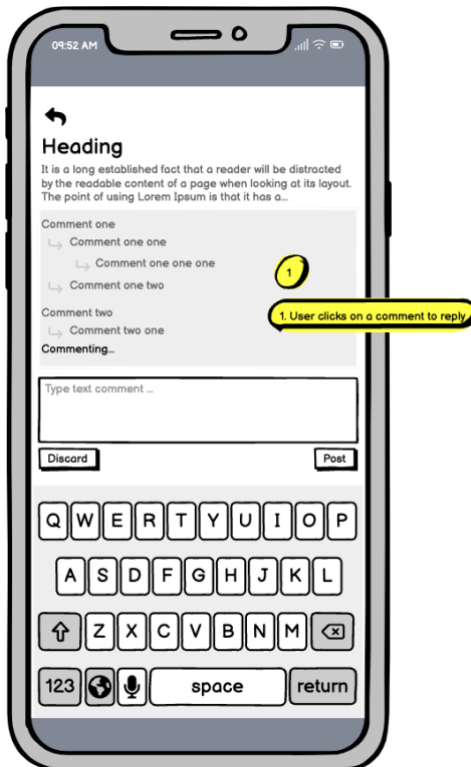 09:52 AM
Heading
It is a long established fact that a reader will be distracted
by the readable content of a page when looking at its layout.
The point of using Lorem Ipsum is that it has a...
Comment one
Comment one one
Comment one one one
1
Comment one two
Comment two
1. User clicks on a comment to reply
Comment two one
Commenting...
Type text comment ...
Discard
Post
Q W E R T Y U I O P
A S D F G H J K L
Z X C V B N M
123 space return